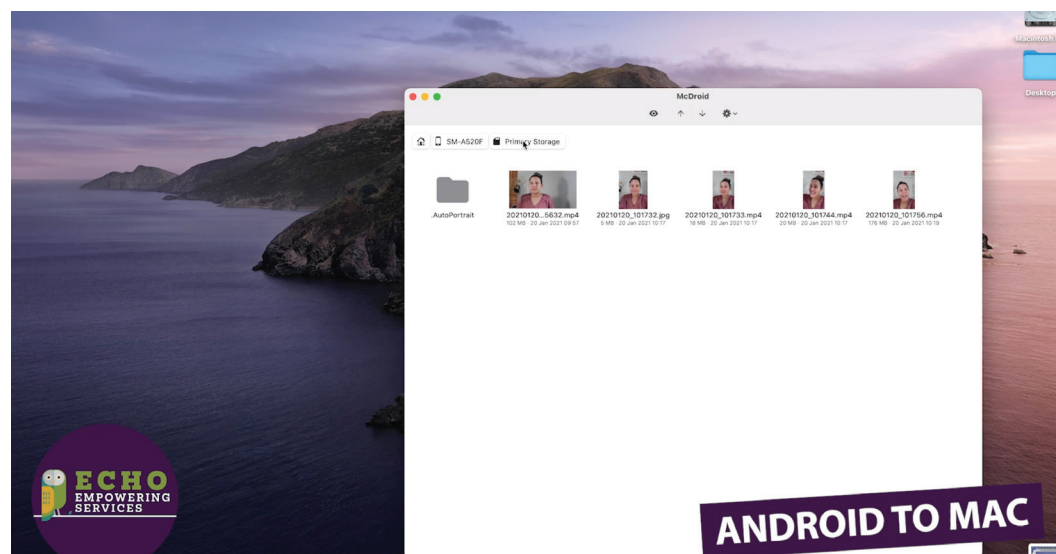 Macintosh
Desktop
McDroid
SM-A520F
Primary Storage
.AutoPortrait
20210120...5632.mp4
102 MB · 20 Jan 2021 09:57
20210120_101732.jpg
5 MB · 20 Jan 2021 10:17
20210120_101733.mp4
18 MB · 20 Jan 2021 10:17
20210120_101744.mp4
20 MB · 20 Jan 2021 10:17
20210120_101756.mp4
176 MB · 20 Jan 2021 10:19
ECHO
EMPOWERING
SERVICES
ANDROID TO MAC